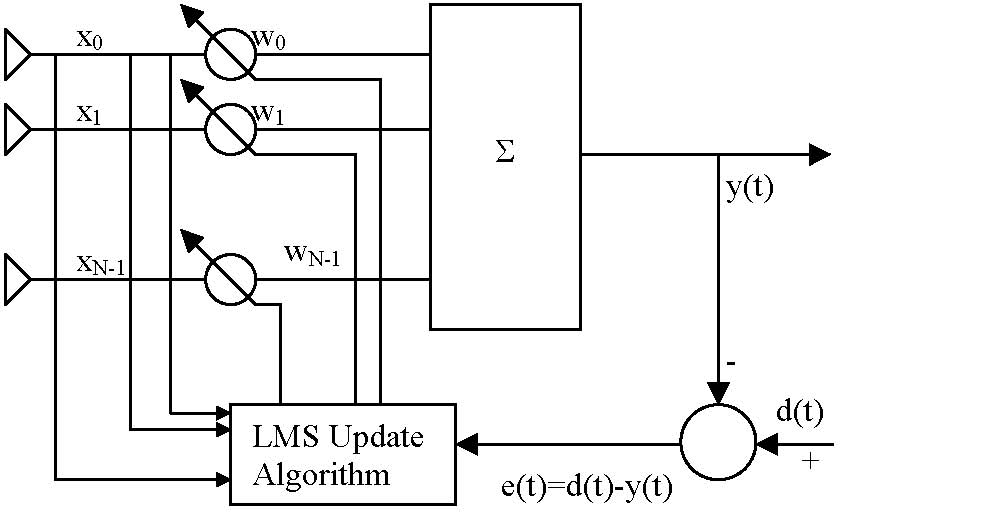 x0
w0
x1
w1
Σ
y(t)
xN-1
wN-1
-
d(t)
+
LMS Update
Algorithm
e(t)=d(t)-y(t)